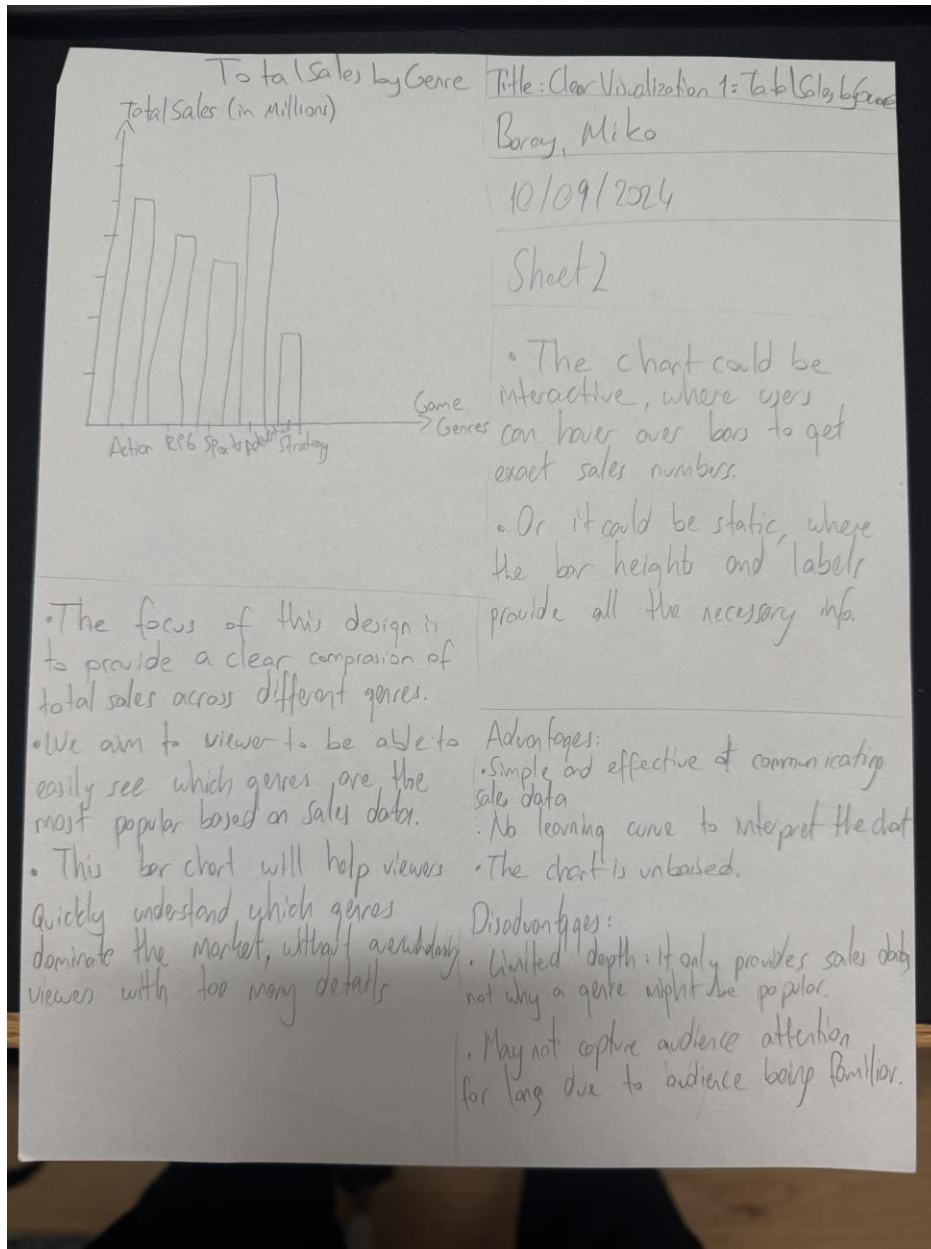 Total Sales by Genre
Total Sales (in Millions)
Game
Genres
Action RPG Sports Strategy
Title: Clear Visualization 1: Total Sales by Genre
Boray, Miko
10/09/2024
Sheet 2
• The chart could be
interactive, where users
can hover over bars to get
exact sales numbers.
• Or it could be static, where
the bar heights and labels
provide all the necessary info.
• The focus of this design is
to provide a clear comprasion of
total sales across different genres.
• We aim to viewer to be able to
easily see which genres are the
most popular based on sales data.
• This bar chart will help viewers
quickly understand which genres
dominate the market, without
viewers with too many details
Advantages:
• Simple and effective at communicating
sales data
• No learning curve to interpret the chart
• The chart is unbaised.
Disadvantages:
• Limited depth: It only provides sales data
not why a genre might be popular.
• May not capture audience attention
for long due to audience being familiar.